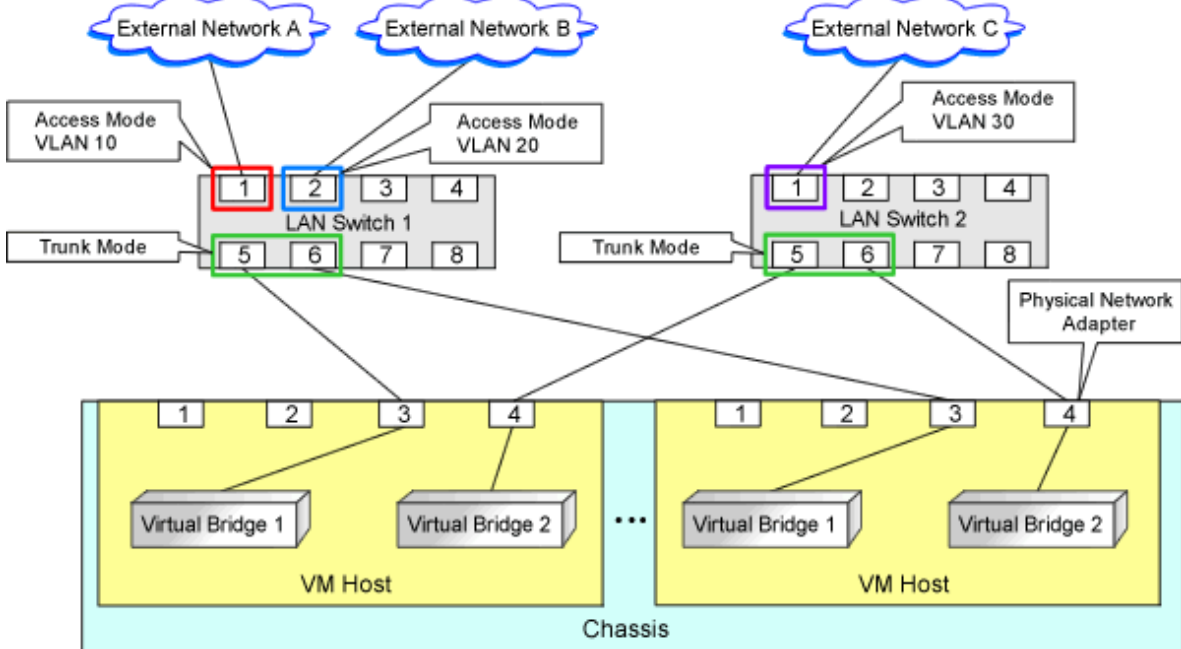 External Network A
External Network B
External Network C
Access Mode
VLAN 10
Access Mode
VLAN 20
Access Mode
VLAN 30
1 2 3 4
LAN Switch 1
5 6 7 8
Trunk Mode
1 2 3 4
LAN Switch 2
5 6 7 8
Trunk Mode
Physical Network
Adapter
1 2 3 4
Virtual Bridge 1
Virtual Bridge 2
VM Host
...
1 2 3 4
Virtual Bridge 1
Virtual Bridge 2
VM Host
Chassis